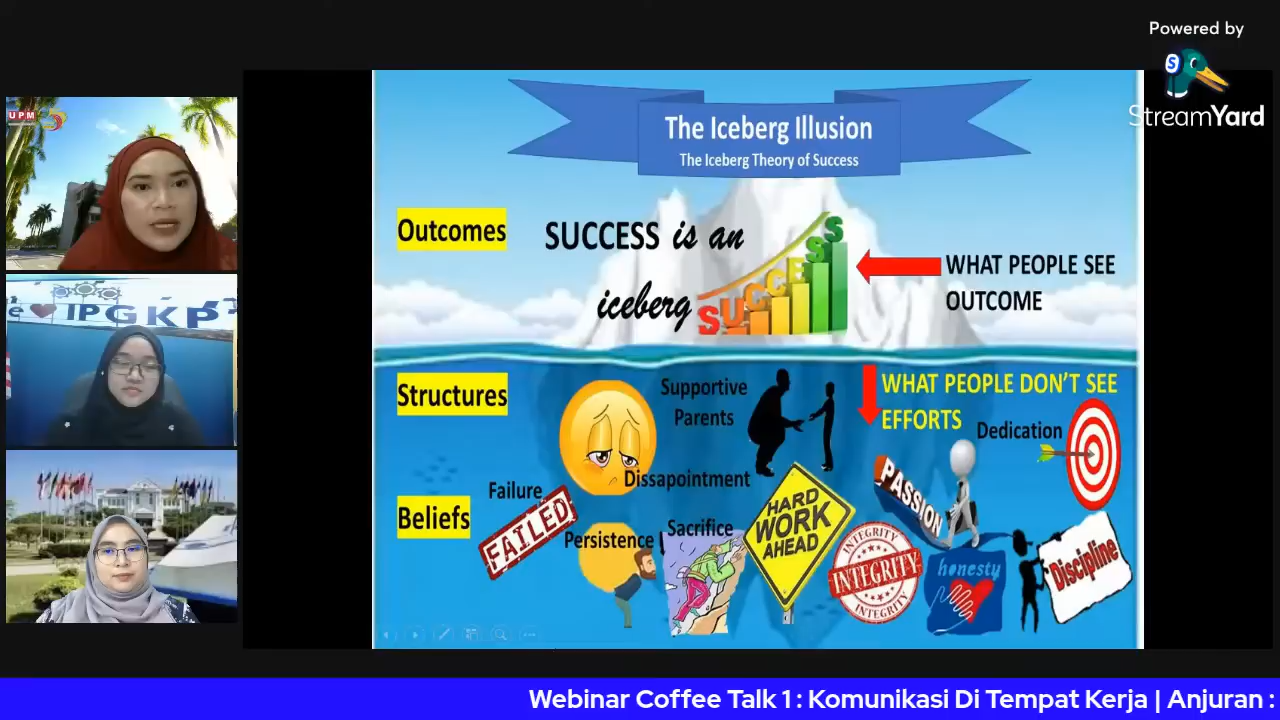 Powered by
StreamYard
UPM
IPGKP
The Iceberg Illusion
The Iceberg Theory of Success
Outcomes
SUCCESS is an
iceberg
SUCCESS
WHAT PEOPLE SEE
OUTCOME
Structures
Supportive
Parents
WHAT PEOPLE DON'T SEE
EFFORTS
Dedication
Dissapointment
PASSION
Beliefs
Failure
FAILED
Persistence
Sacrifice
HARD
WORK
AHEAD
INTEGRITY
INTEGRITY
INTEGRITY
honesty
Discipline
Webinar Coffee Talk 1 : Komunikasi Di Tempat Kerja | Anjuran :